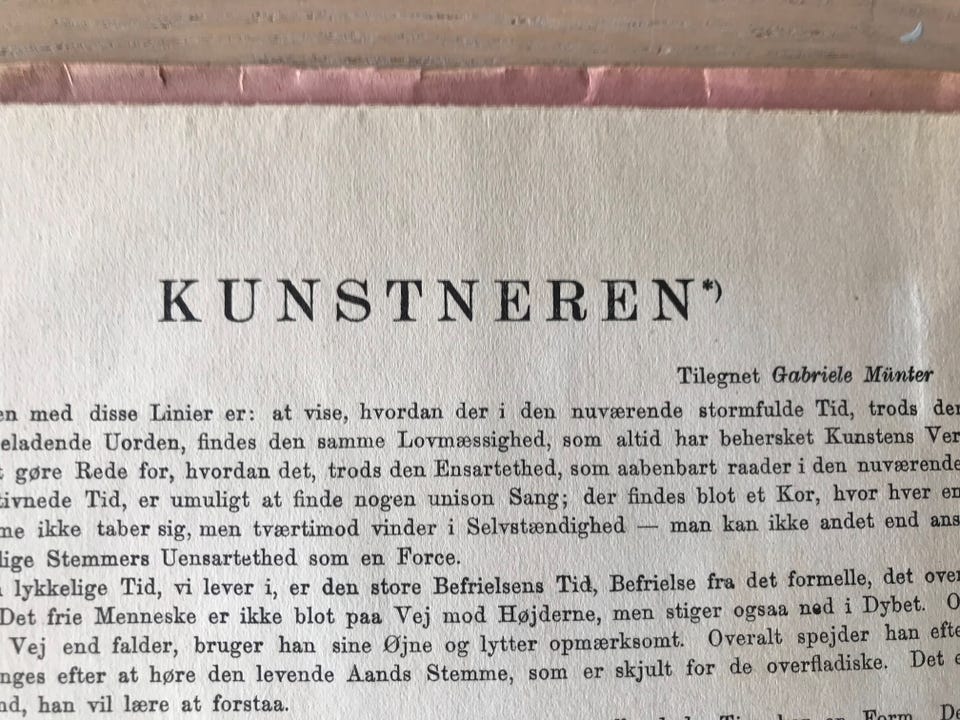 KUNSTNEREN*)
Tilegnet Gabriele Münter
en med disse Linier er: at vise, hvordan der i den nuværende stormfulde Tid, trods den
eladende Uorden, findes den samme Lovmæssighed, som altid har behersket Kunstens Ver
t gøre Rede for, hvordan det, trods den Ensartethed, som aabenbart raader i den nuværende
tivnede Tid, er umuligt at finde nogen unison Sang; der findes blot et Kor, hvor hver en
me ikke taber sig, men tværtimod vinder i Selvstændighed — man kan ikke andet end ans
lige Stemmers Uensartethed som en Force.
lykkelige Tid, vi lever i, er den store Befrielsens Tid, Befrielse fra det formelle, det over
Det frie Menneske er ikke blot paa Vej mod Højderne, men stiger ogsaa ned i Dybet. O
Vej end falder, bruger han sine Øjne og lytter opmærksomt. Overalt spejder han efte
nges efter at høre den levende Aands Stemme, som er skjult for de overfladiske. Det e
nd, han vil lære at forstaa.
en Form. De